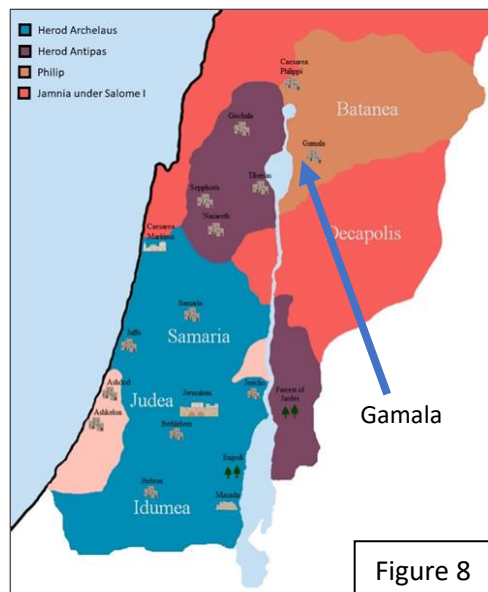 Herod Archelaus
Herod Antipas
Philip
Jamnia under Salome I
Caesarea
Philippi
Batanea
Gischala
Gamala
Tiberias
Sepphoris
Nazareth
Decapolis
Caesarea
Maritima
Samaria
Samaria
Jaffa
Ashdod
Judea
Jerusalem
Jericho
Forrest of
Jardes
Ashkelon
Bethlehem
Gamala
Engedi
Hebron
Masada
Idumea
Figure 8